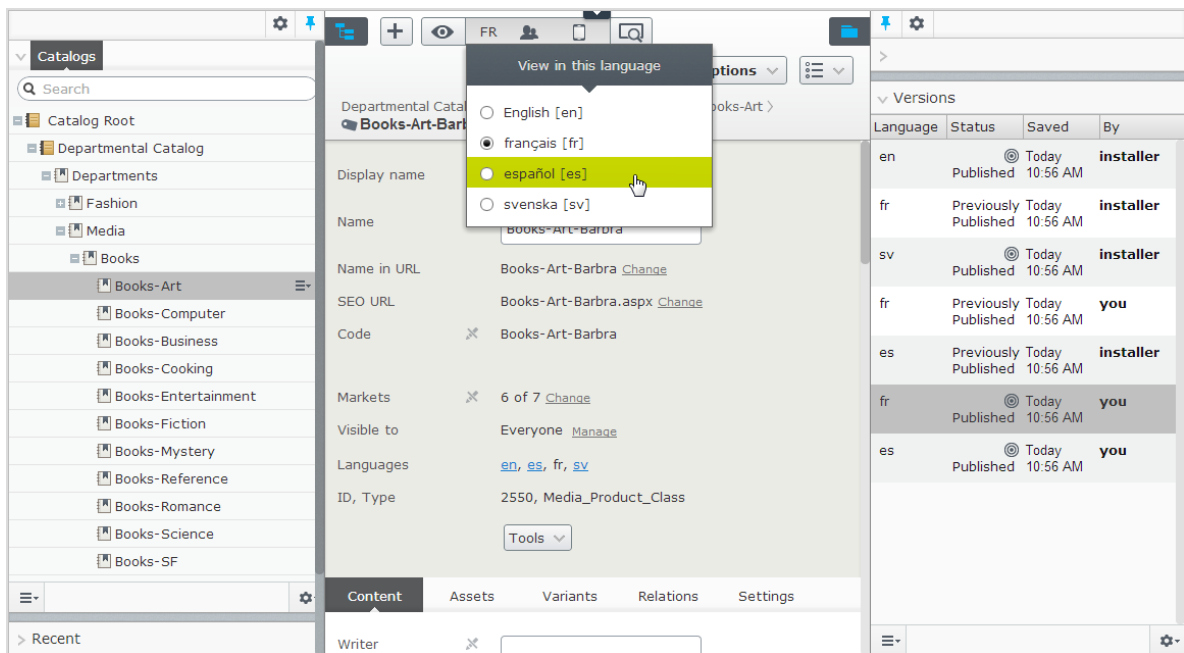 Catalogs
Search
Catalog Root
Departmental Catalog
Departments
Fashion
Media
Books
Books-Art
Books-Computer
Books-Business
Books-Cooking
Books-Entertainment
Books-Fiction
Books-Mystery
Books-Reference
Books-Romance
Books-Science
Books-SF
Recent
FR
View in this language
English [en]
français [fr]
español [es]
svenska [sv]
ptions
Departmental Catal
ooks-Art >
Books-Art-Barb
Display name
Name Books-Art-Barbra
Name in URL Books-Art-Barbra Change
SEO URL Books-Art-Barbra.aspx Change
Code Books-Art-Barbra
Markets 6 of 7 Change
Visible to Everyone Manage
Languages en, es, fr, sv
ID, Type 2550, Media_Product_Class
Tools
Content Assets Variants Relations Settings
Writer
Versions
Language Status Saved By
en Today installer
Published 10:56 AM
fr Previously Today installer
Published 10:56 AM
sv Today installer
Published 10:56 AM
fr Previously Today you
Published 10:56 AM
es Previously Today installer
Published 10:56 AM
fr Today you
Published 10:56 AM
es Today you
Published 10:56 AM